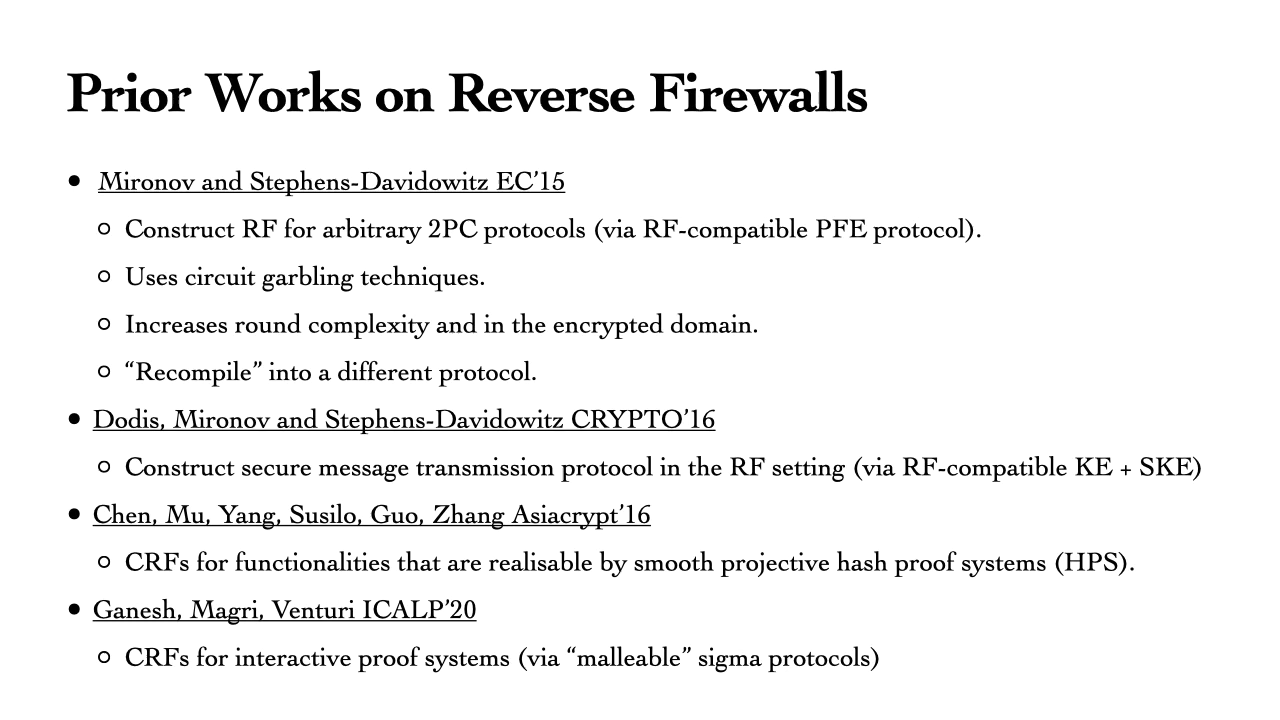 Prior Works on Reverse Firewalls
● Mironov and Stephens-Davidowitz EC’15
○ Construct RF for arbitrary 2PC protocols (via RF-compatible PFE protocol).
○ Uses circuit garbling techniques.
○ Increases round complexity and in the encrypted domain.
○ “Recompile” into a different protocol.
● Dodis, Mironov and Stephens-Davidowitz CRYPTO’16
○ Construct secure message transmission protocol in the RF setting (via RF-compatible KE + SKE)
● Chen, Mu, Yang, Susilo, Guo, Zhang Asiacrypt’16
○ CRFs for functionalities that are realisable by smooth projective hash proof systems (HPS).
● Ganesh, Magri, Venturi ICALP’20
○ CRFs for interactive proof systems (via “malleable” sigma protocols)